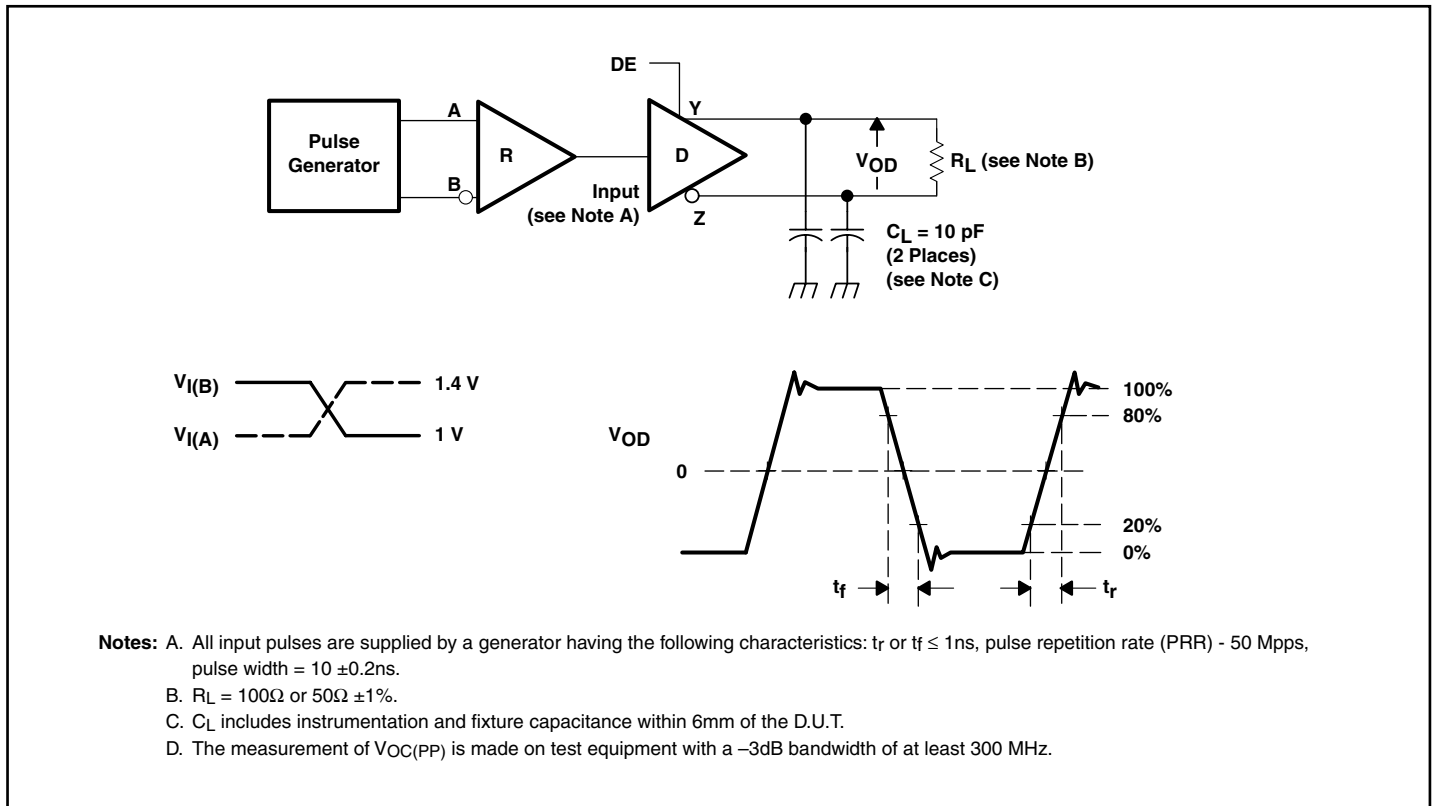 DE
A
Y
Pulse
Generator
R
D
VOD
RL (see Note B)
B
Input
(see Note A)
Z
CL = 10 pF
(2 Places)
(see Note C)
VI(B)
1.4 V
VI(A)
1 V
VOD
0
100%
80%
20%
0%
tf
tr
Notes: A. All input pulses are supplied by a generator having the following characteristics: tr or tf ≤ 1ns, pulse repetition rate (PRR) - 50 Mpps,
pulse width = 10 ±0.2ns.
B. RL = 100Ω or 50Ω ±1%.
C. CL includes instrumentation and fixture capacitance within 6mm of the D.U.T.
D. The measurement of VOC(PP) is made on test equipment with a –3dB bandwidth of at least 300 MHz.